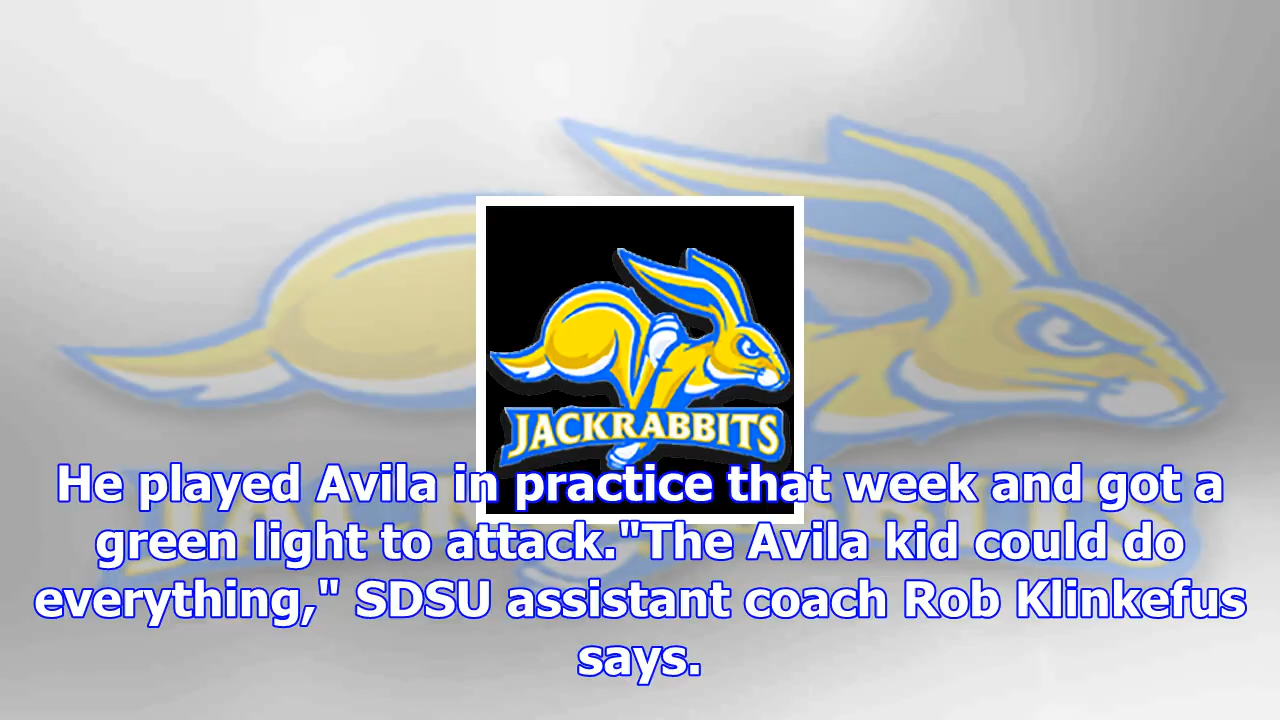 JACKRABBITS
He played Avila in practice that week and got a
green light to attack."The Avila kid could do
everything," SDSU assistant coach Rob Klinkefus
says.